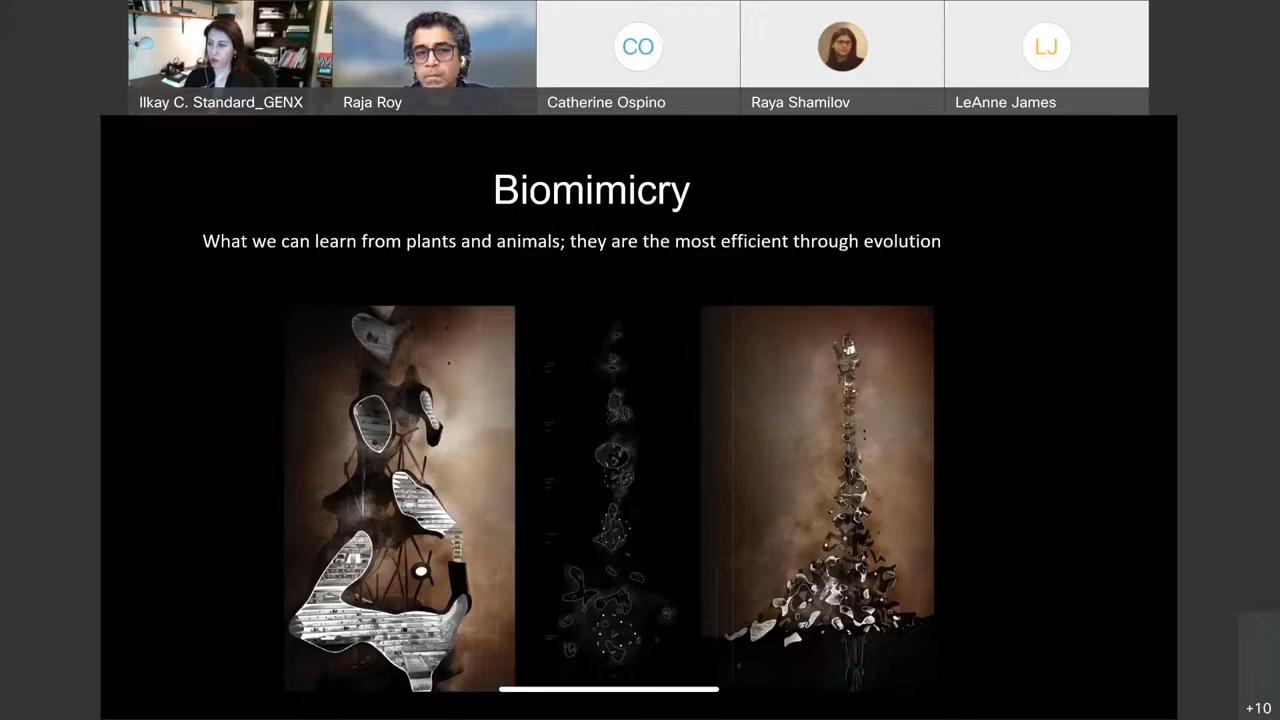 CO
LJ
Ilkay C. Standard_GENX
Raja Roy
Catherine Ospino
Raya Shamilov
LeAnne James
Biomimicry
What we can learn from plants and animals; they are the most efficient through evolution
+10